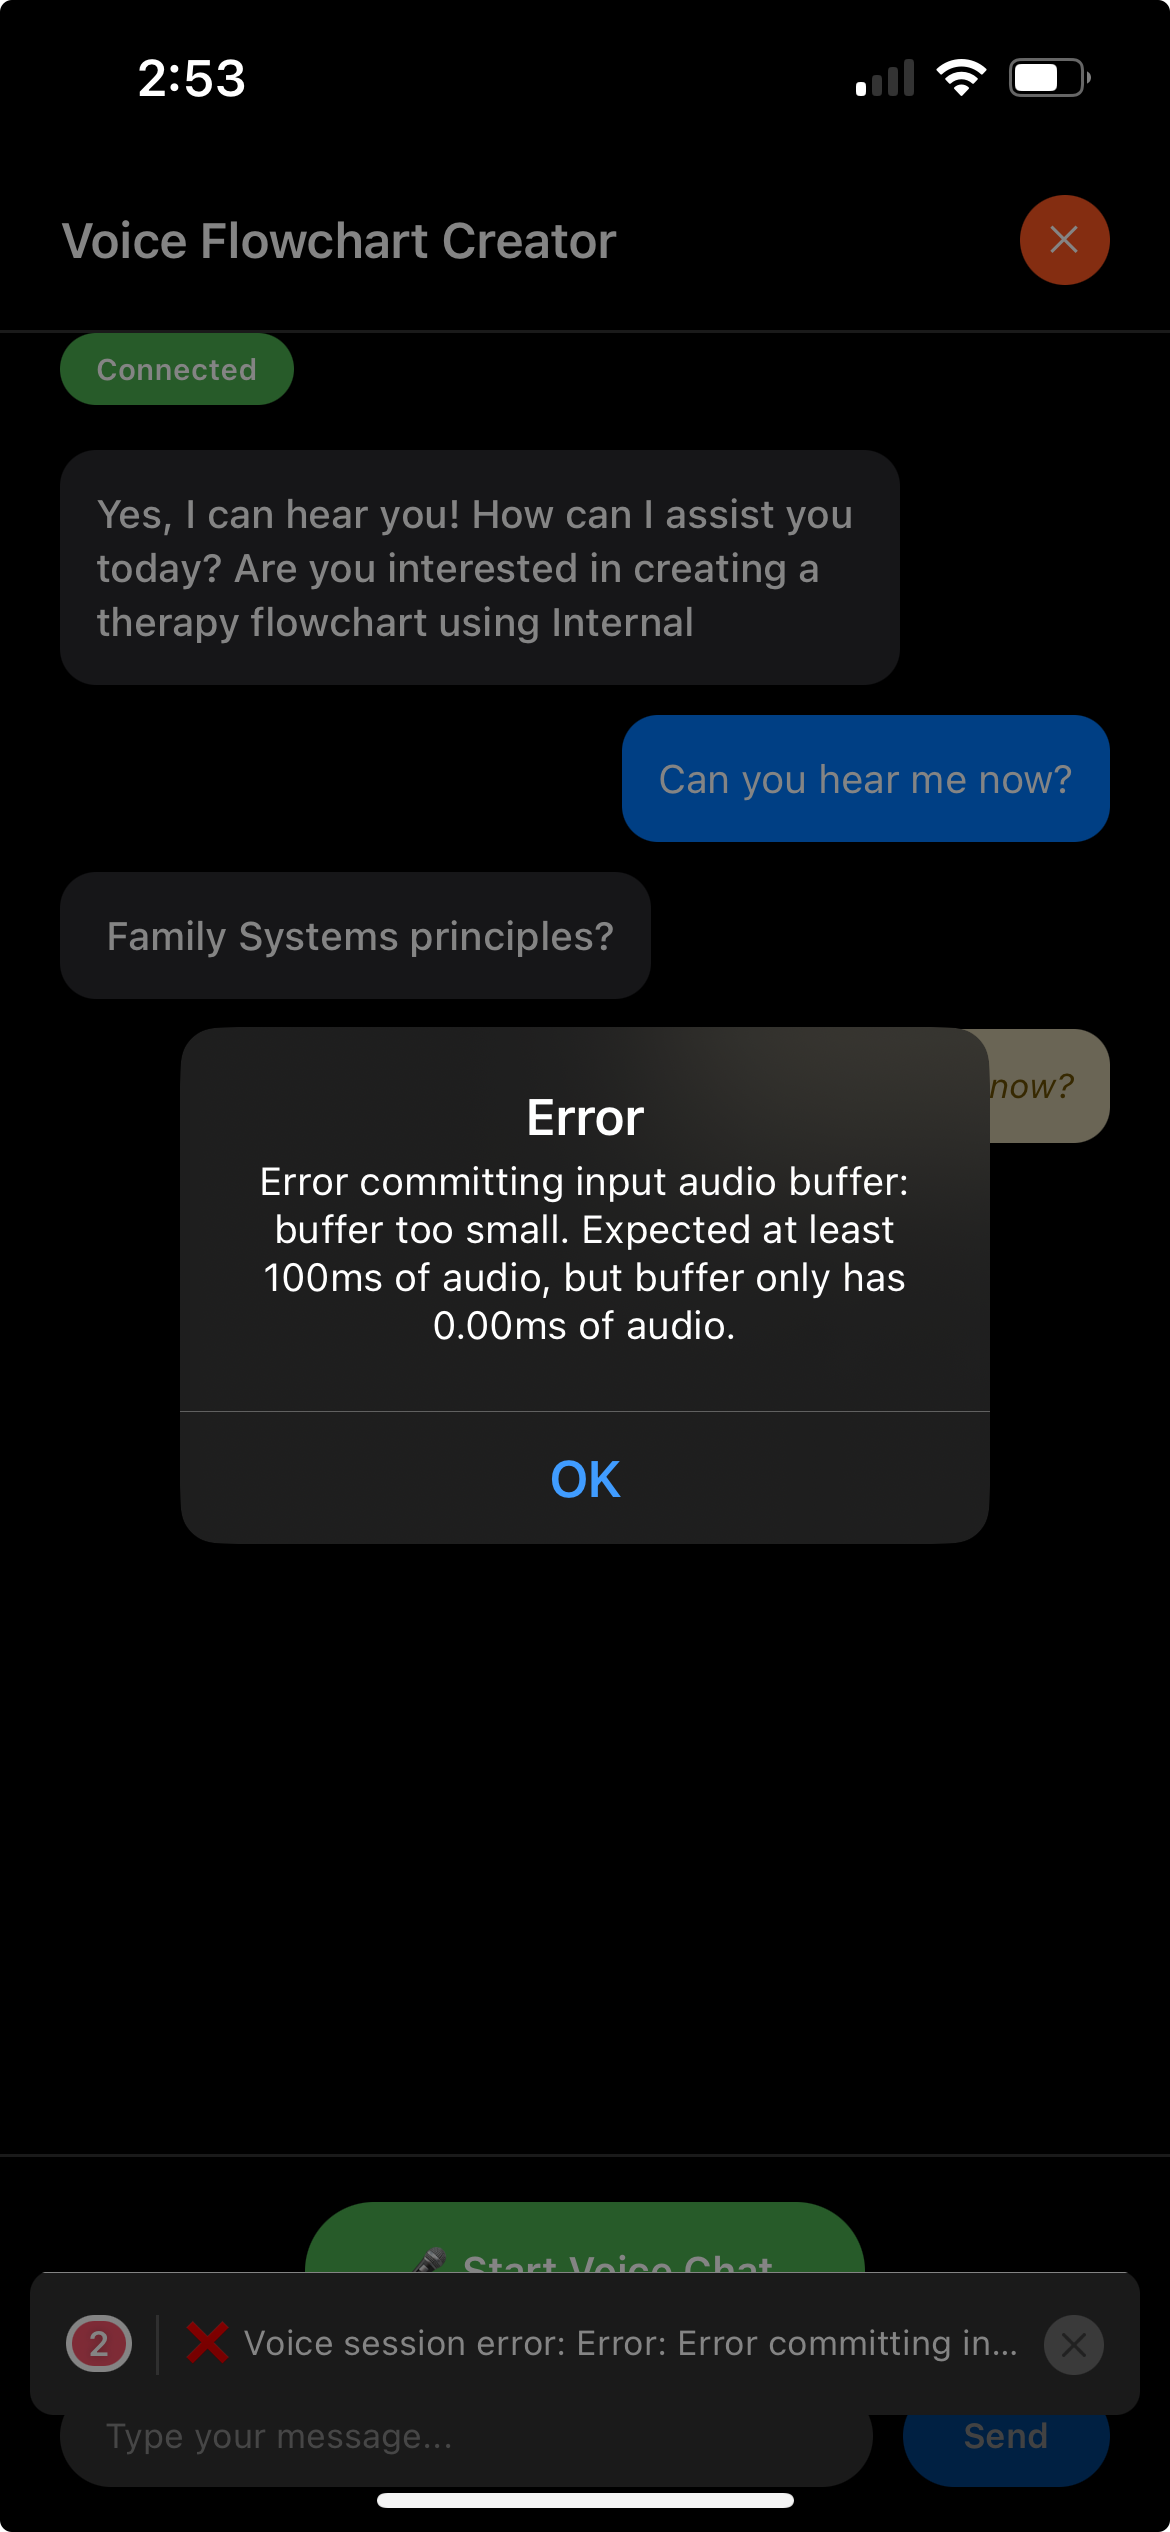 2:53
Voice Flowchart Creator
Connected
Yes, I can hear you! How can I assist you
today? Are you interested in creating a
therapy flowchart using Internal
Can you hear me now?
Family Systems principles?
now?
Error
Error committing input audio buffer:
buffer too small. Expected at least
100ms of audio, but buffer only has
0.00ms of audio.
OK
Start Voice Chat
2
Voice session error: Error: Error committing in...
Type your message...
Send